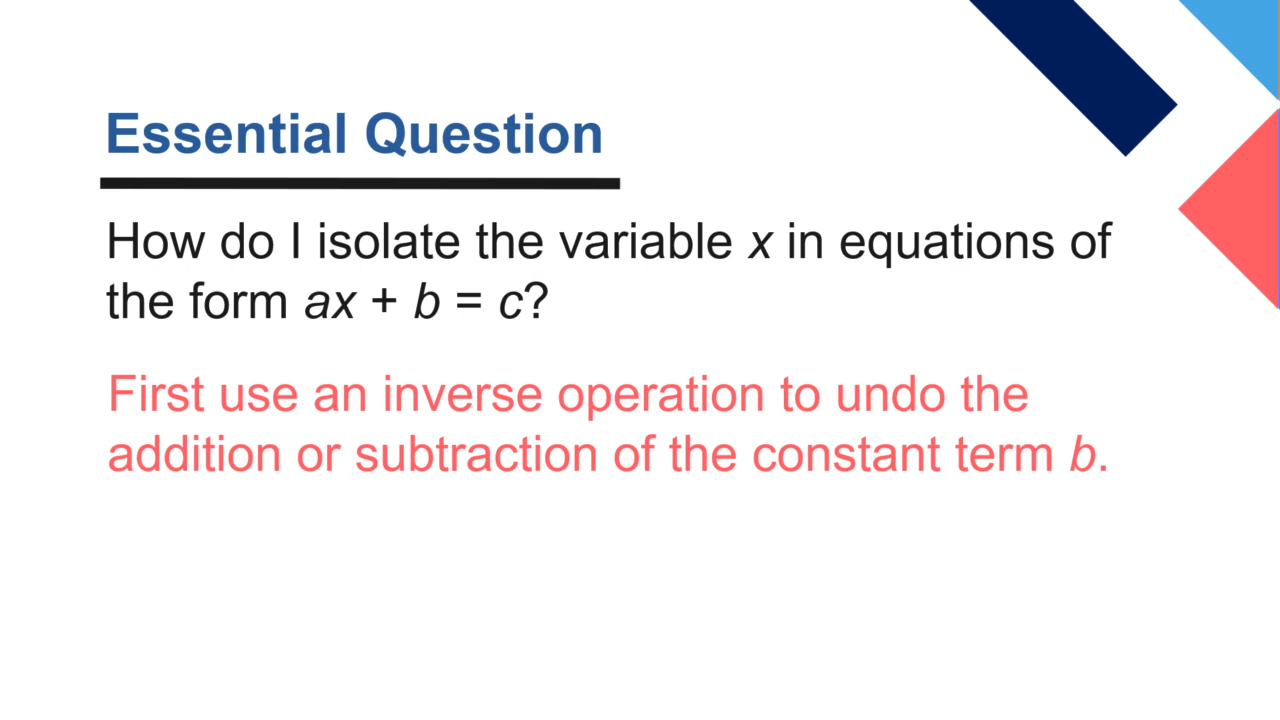 Essential Question
How do I isolate the variable x in equations of
the form ax + b = c?
First use an inverse operation to undo the
addition or subtraction of the constant term b.